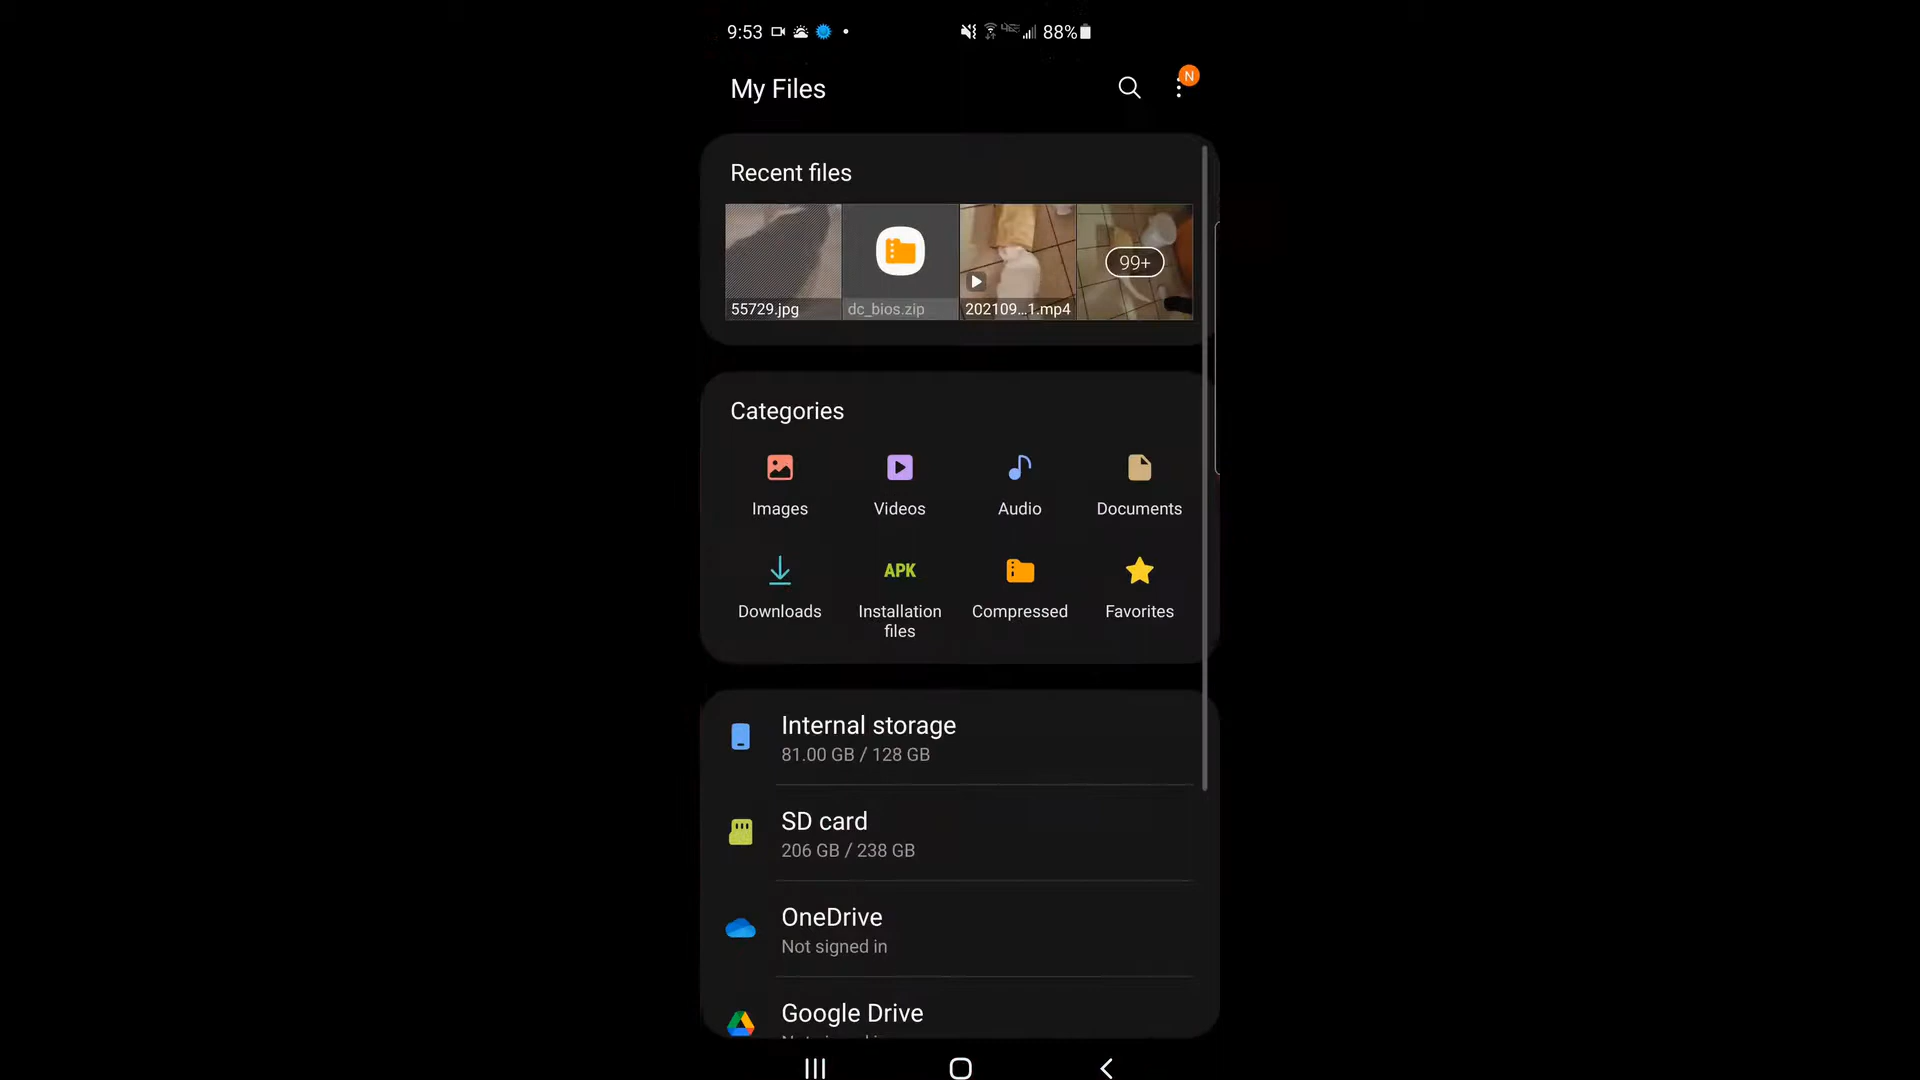 9:53
88%
My Files
N
Recent files
99+
55729.jpg
dc_bios.zip
202109...1.mp4
Categories
Images
Videos
Audio
Documents
APK
Downloads
Installation
files
Compressed
Favorites
Internal storage
81.00 GB / 128 GB
SD card
206 GB / 238 GB
OneDrive
Not signed in
Google Drive